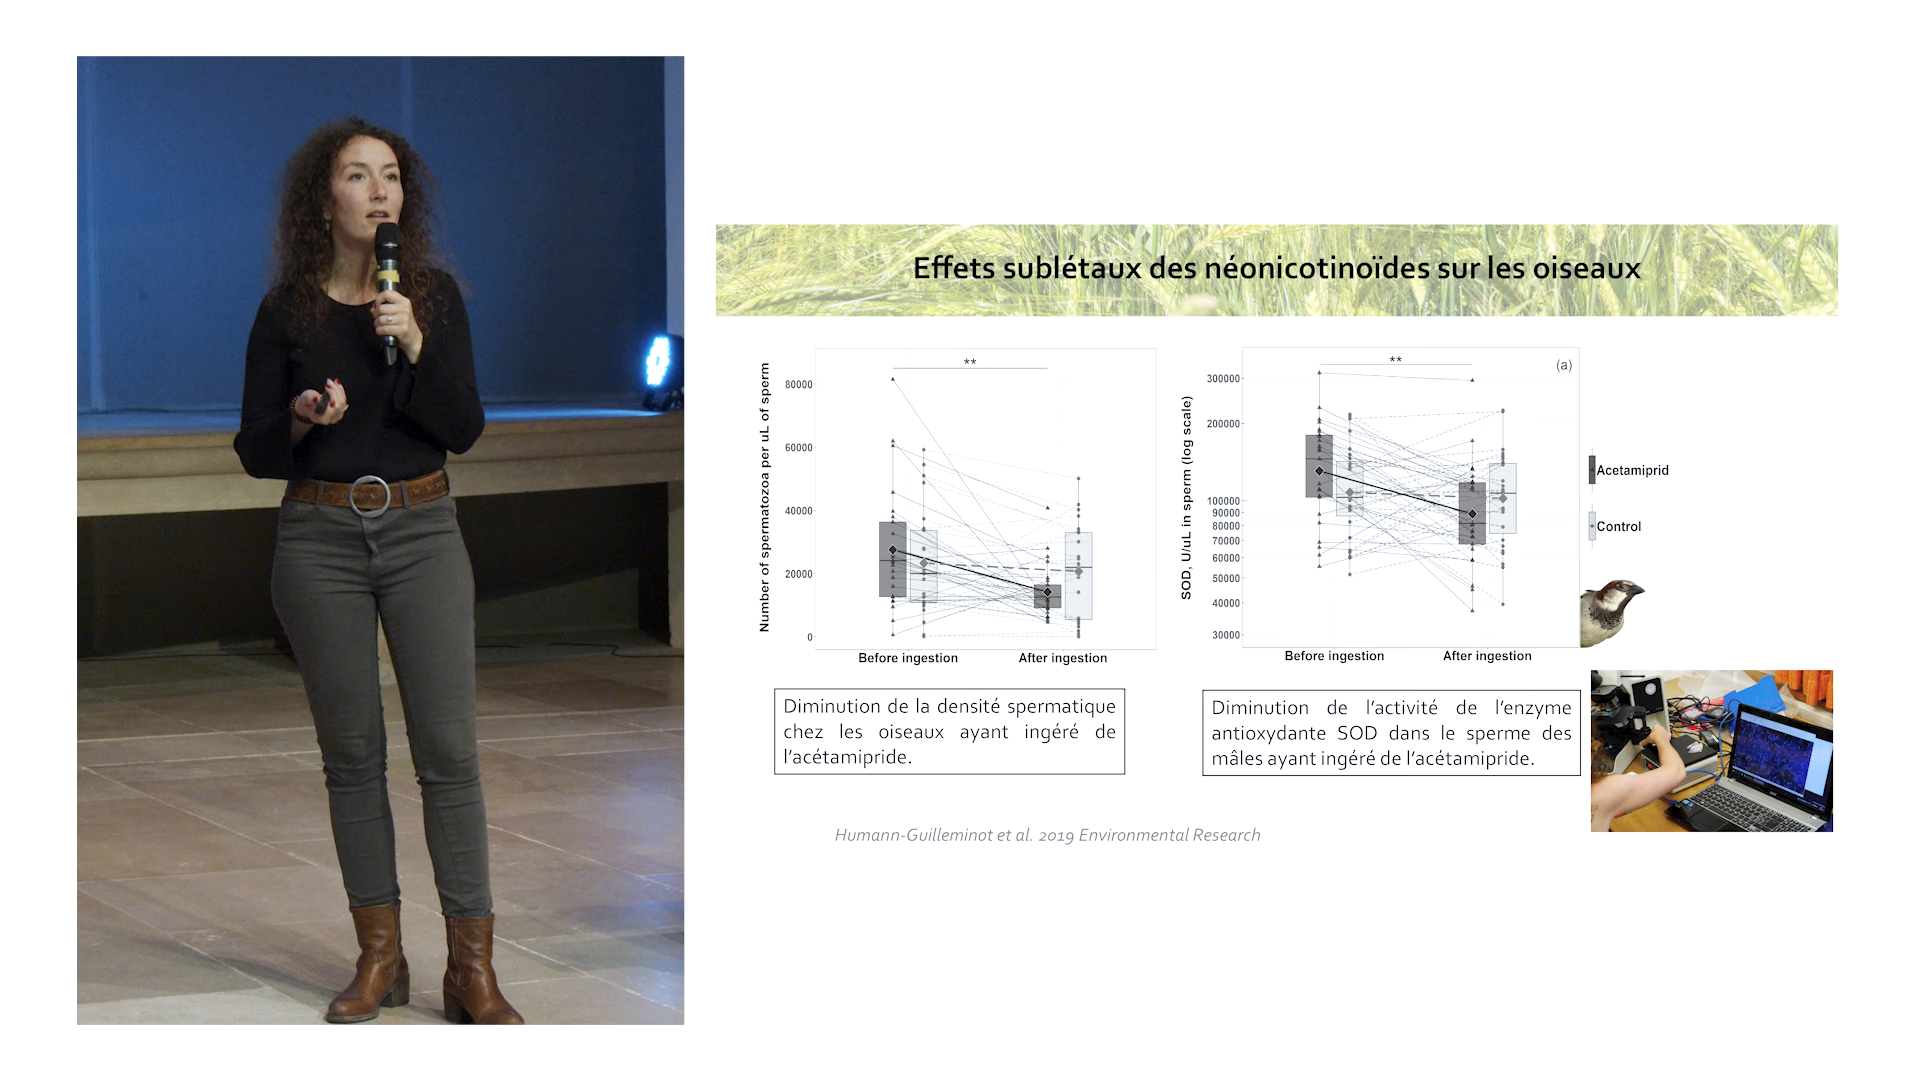 Effets sublétaux des néonicotinoïdes sur les oiseaux
Number of spermatozoa per uL of sperm
80000
60000
40000
20000
0
**
Before ingestion
After ingestion
SOD, U/uL in sperm (log scale)
300000
200000
100000
90000
80000
70000
60000
50000
40000
30000
**
(a)
Before ingestion
After ingestion
Acetamiprid
Control
Diminution de la densité spermatique
chez les oiseaux ayant ingéré de
l'acétamipride.
Diminution de l'activité de l'enzyme
antioxydante SOD dans le sperme des
mâles ayant ingéré de l'acétamipride.
Humann-Guilleminot et al. 2019 Environmental Research